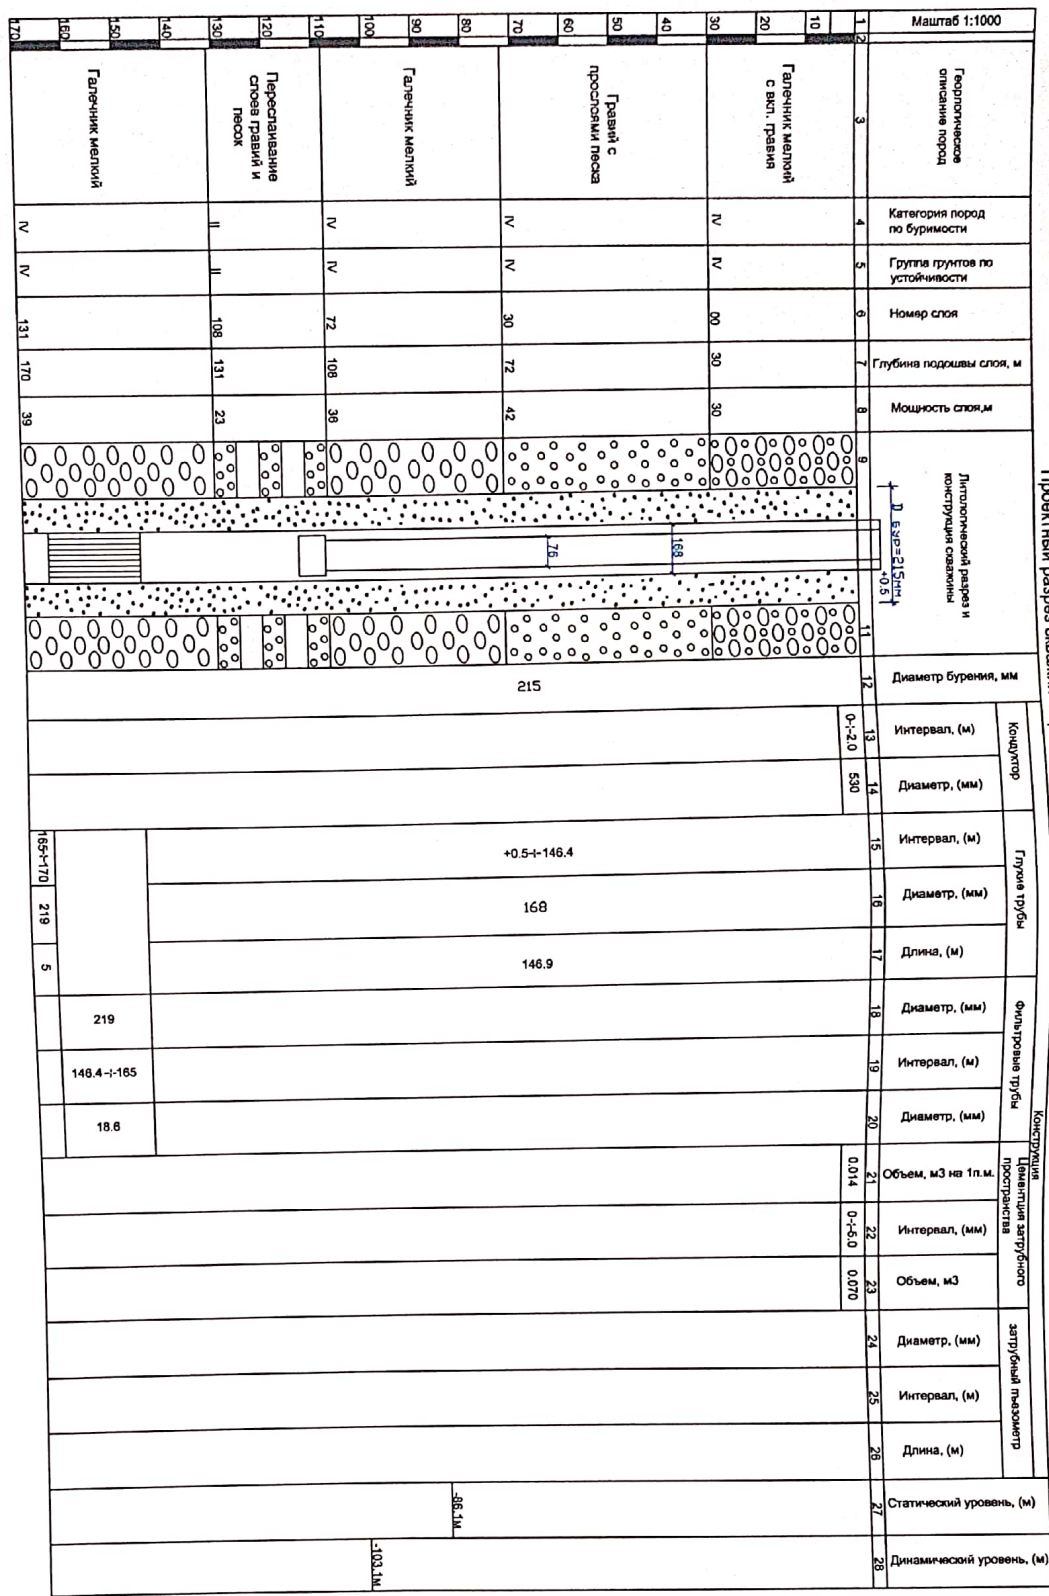 Проектный разрез
Маштаб 1:1000
Георлогическое
описание пород
Категория пород
по буримости
Группа грунтов по
устойчивости
Номер слоя
Глубина подошвы слоя, м
Мощность слоя,м
Литологический разрез и
конструкция скважины
Диаметр бурения, мм
Конструкция
Кондуктор
Интервал, (м)
Диаметр, (мм)
Глухие трубы
Интервал, (м)
Диаметр, (мм)
Длина, (м)
Фильтровые трубы
Диаметр, (мм)
Интервал, (м)
Диаметр, (мм)
Цементция затрубного
пространства
Объем, м3 на 1п.м.
Интервал, (мм)
Объем, м3
затрубный пьезометр
Диаметр, (мм)
Интервал, (м)
Длина, (м)
Статический уровень, (м)
Динамический уровень, (м)
1
2
3
4
5
6
7
8
9
11
12
13
14
15
16
17
18
19
20
21
22
23
24
25
26
27
28
10
20
30
40
50
60
70
80
90
100
110
120
130
140
150
160
170
Галечник мелкий
с вкл. гравия
IV
IV
00
30
30
Гравий с
прослоями песка
IV
IV
30
72
42
Галечник мелкий
IV
IV
72
108
36
Переслаивание
слоев гравий и
песок
II
II
108
131
23
Галечник мелкий
IV
IV
131
170
39
D бур=215мм
+0.5
168
76
215
0-:-2.0
530
+0.5-:-146.4
168
146.9
165-:-170
219
5
219
146.4-:-165
18.6
0.014
0-:-5.0
0.070
-86.1м
-103.1м